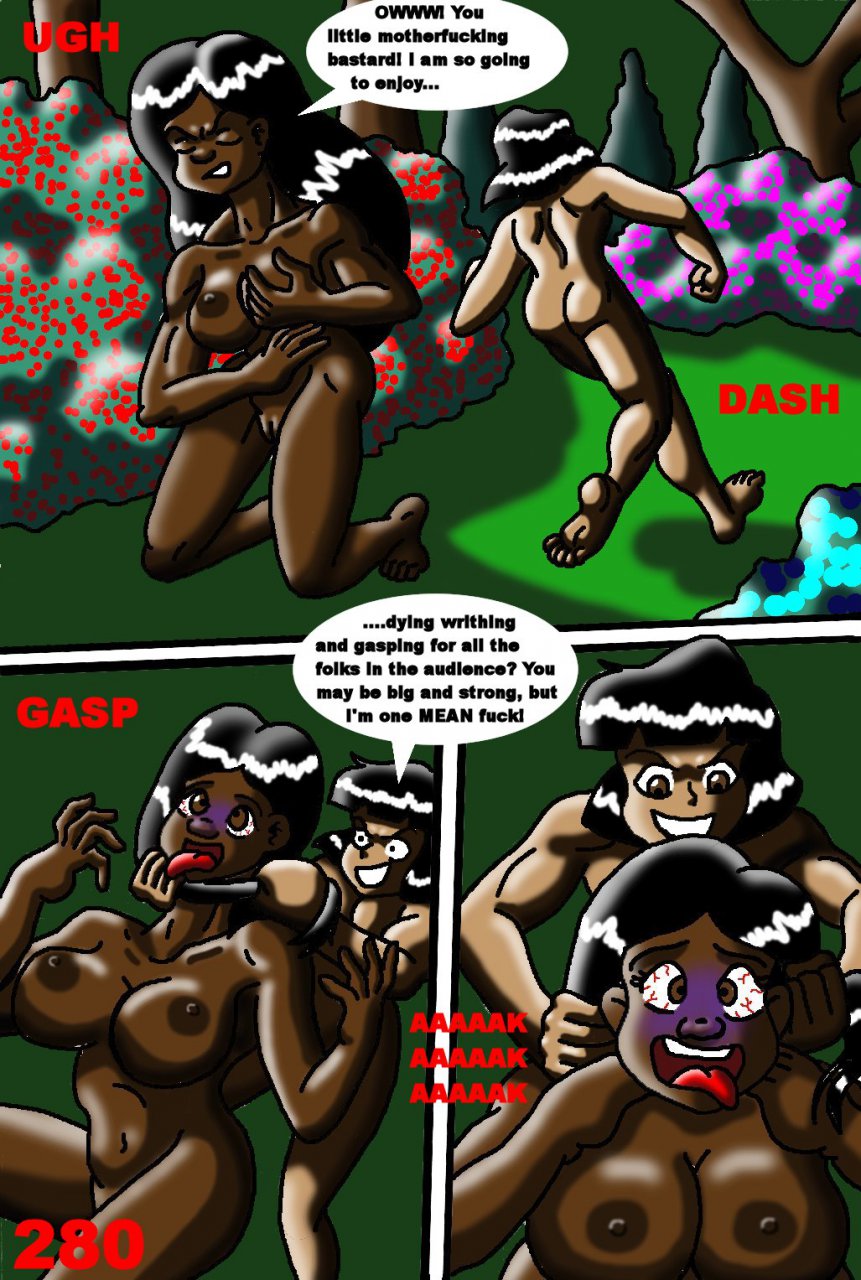 UGH
OWWW! You
little motherfucking
bastard! I am so going
to enjoy...
DASH
....dying writhing
and gasping for all the
folks in the audience? You
may be big and strong, but
I'm one MEAN fuck!
GASP
AAAAAK
AAAAAK
AAAAAK
280